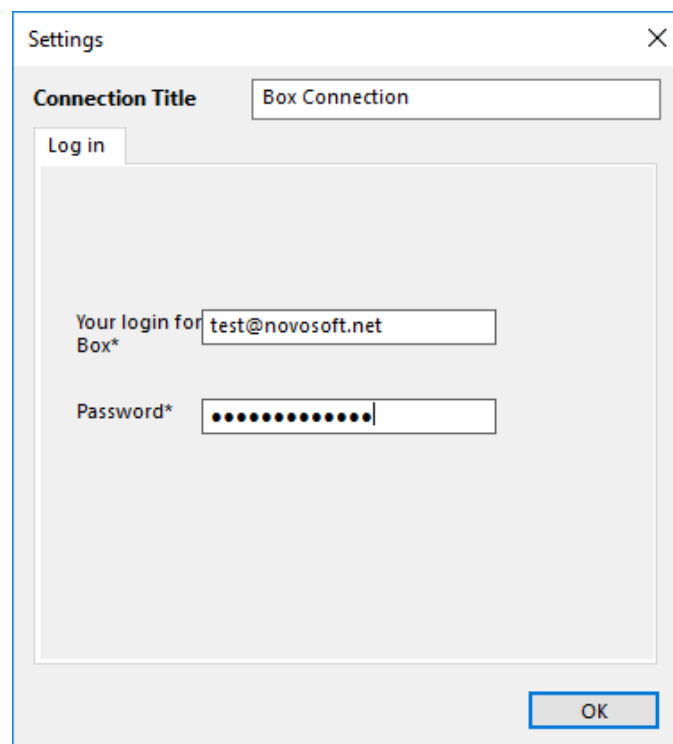 Settings
Connection Title Box Connection
Log in
Your login for test@novosoft.net
Box*
Password* •••••••••••••
OK